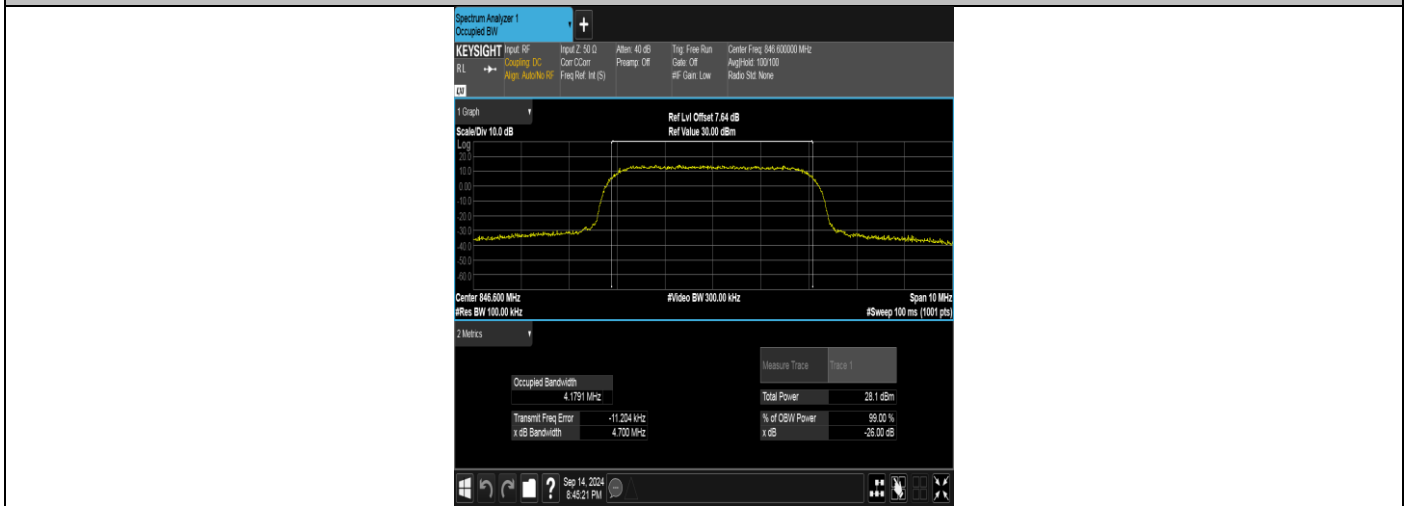 Spectrum Analyzer 1
Occupied BW
KEYSIGHT Input: RF Input Z: 50 Ω Atten: 40 dB Trig: Free Run Center Freq: 846.600000 MHz
Coupling: DC Corr CCorr Preamp: Off Gate: Off Avg|Hold: 100/100
RL Align: Auto/No RF Freq Ref: Int (S) #IF Gain: Low Radio Std: None
1 Graph
Ref Lvl Offset 7.64 dB
Scale/Div 10.0 dB Ref Value 30.00 dBm
Log
20.0
10.0
0.00
-10.0
-20.0
-30.0
-40.0
-50.0
-60.0
Center 846.600 MHz #Video BW 300.00 kHz Span 10 MHz
#Res BW 100.00 kHz #Sweep 100 ms (1001 pts)
2 Metrics
Measure Trace Trace 1
Occupied Bandwidth
4.1791 MHz Total Power 28.1 dBm
Transmit Freq Error -11.204 kHz % of OBW Power 99.00 %
x dB Bandwidth 4.700 MHz x dB -26.00 dB
? Sep 14, 2024
8:45:21 PM